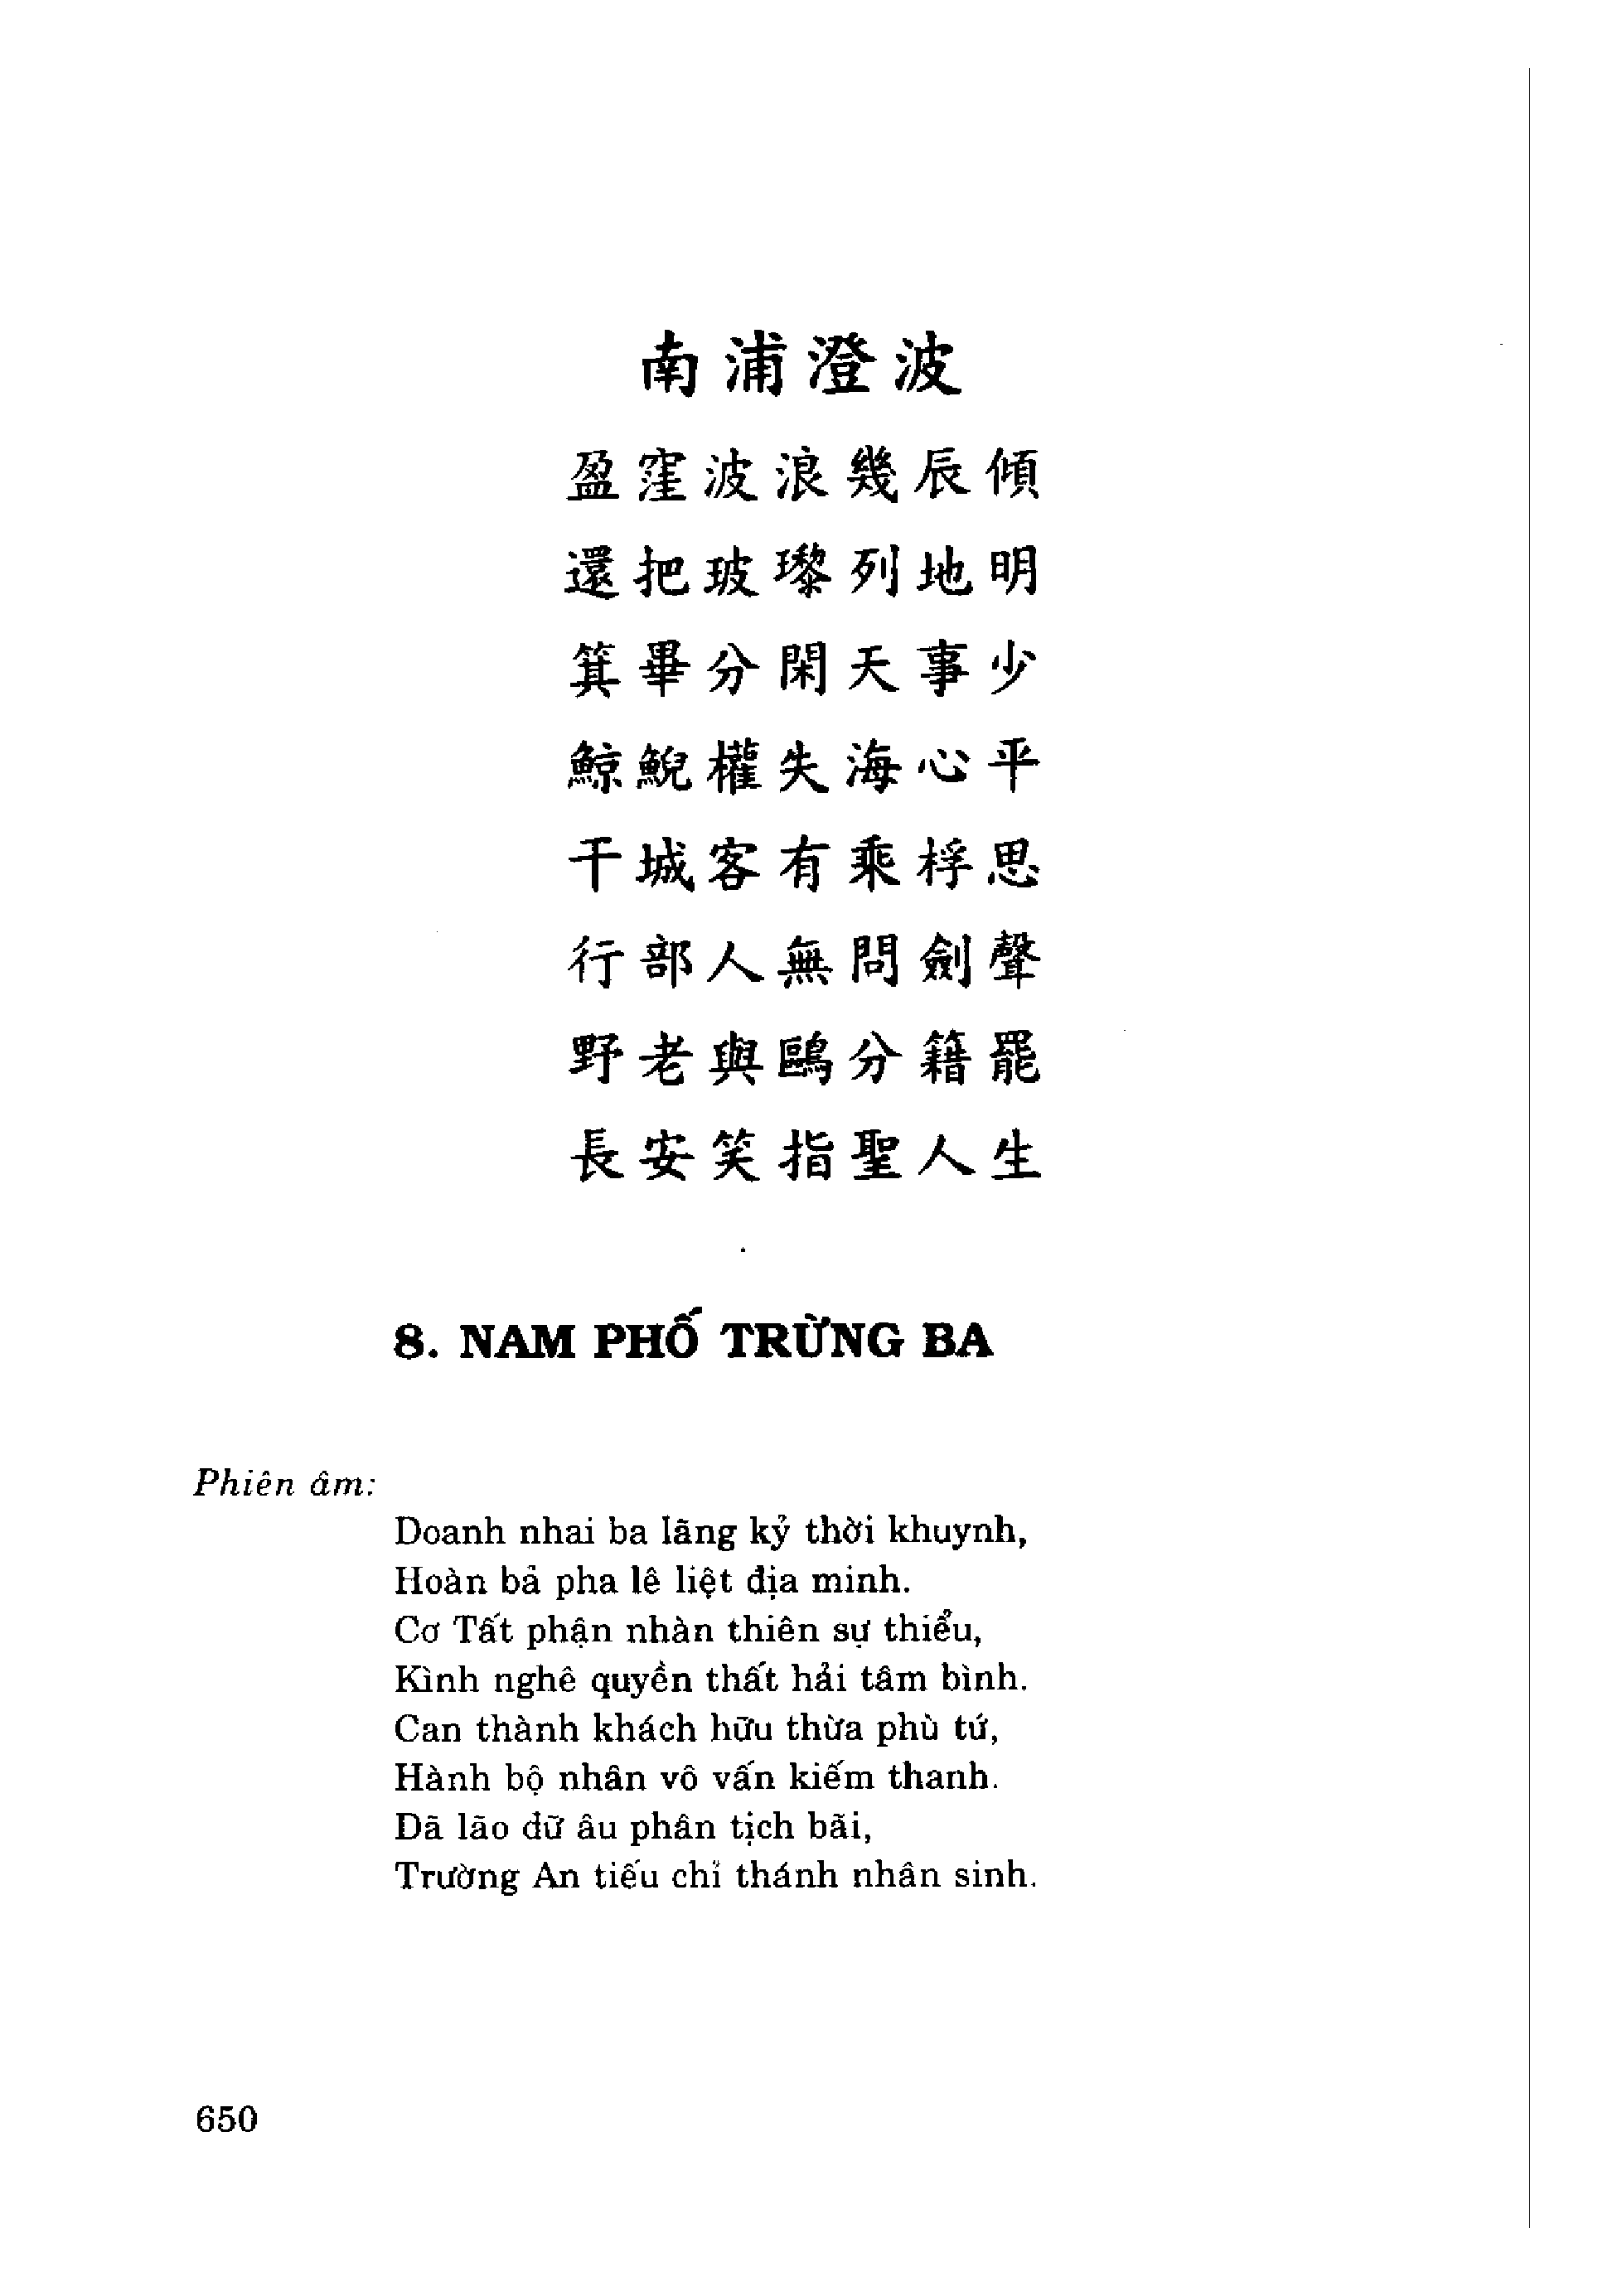 南浦澄波
盈窪波浪幾辰傾
還把玻瓈列地明
箕畢分閑天事少
鯨鯢權失海心平
干城客有乘桴思
行部人無問劍聲
野老與鷗分籍罷
長安笑指聖人生
8. NAM PHỐ TRỪNG BA
Phiên âm:
Doanh nhai ba lãng kỷ thời khuynh,
Hoàn bả pha lê liệt địa minh.
Cơ Tất phận nhàn thiên sự thiểu,
Kình nghê quyền thất hải tâm bình.
Can thành khách hữu thừa phù tứ,
Hành bộ nhân vô vấn kiếm thanh.
Dã lão dữ âu phân tịch bãi,
Trường An tiếu chỉ thánh nhân sinh.
650